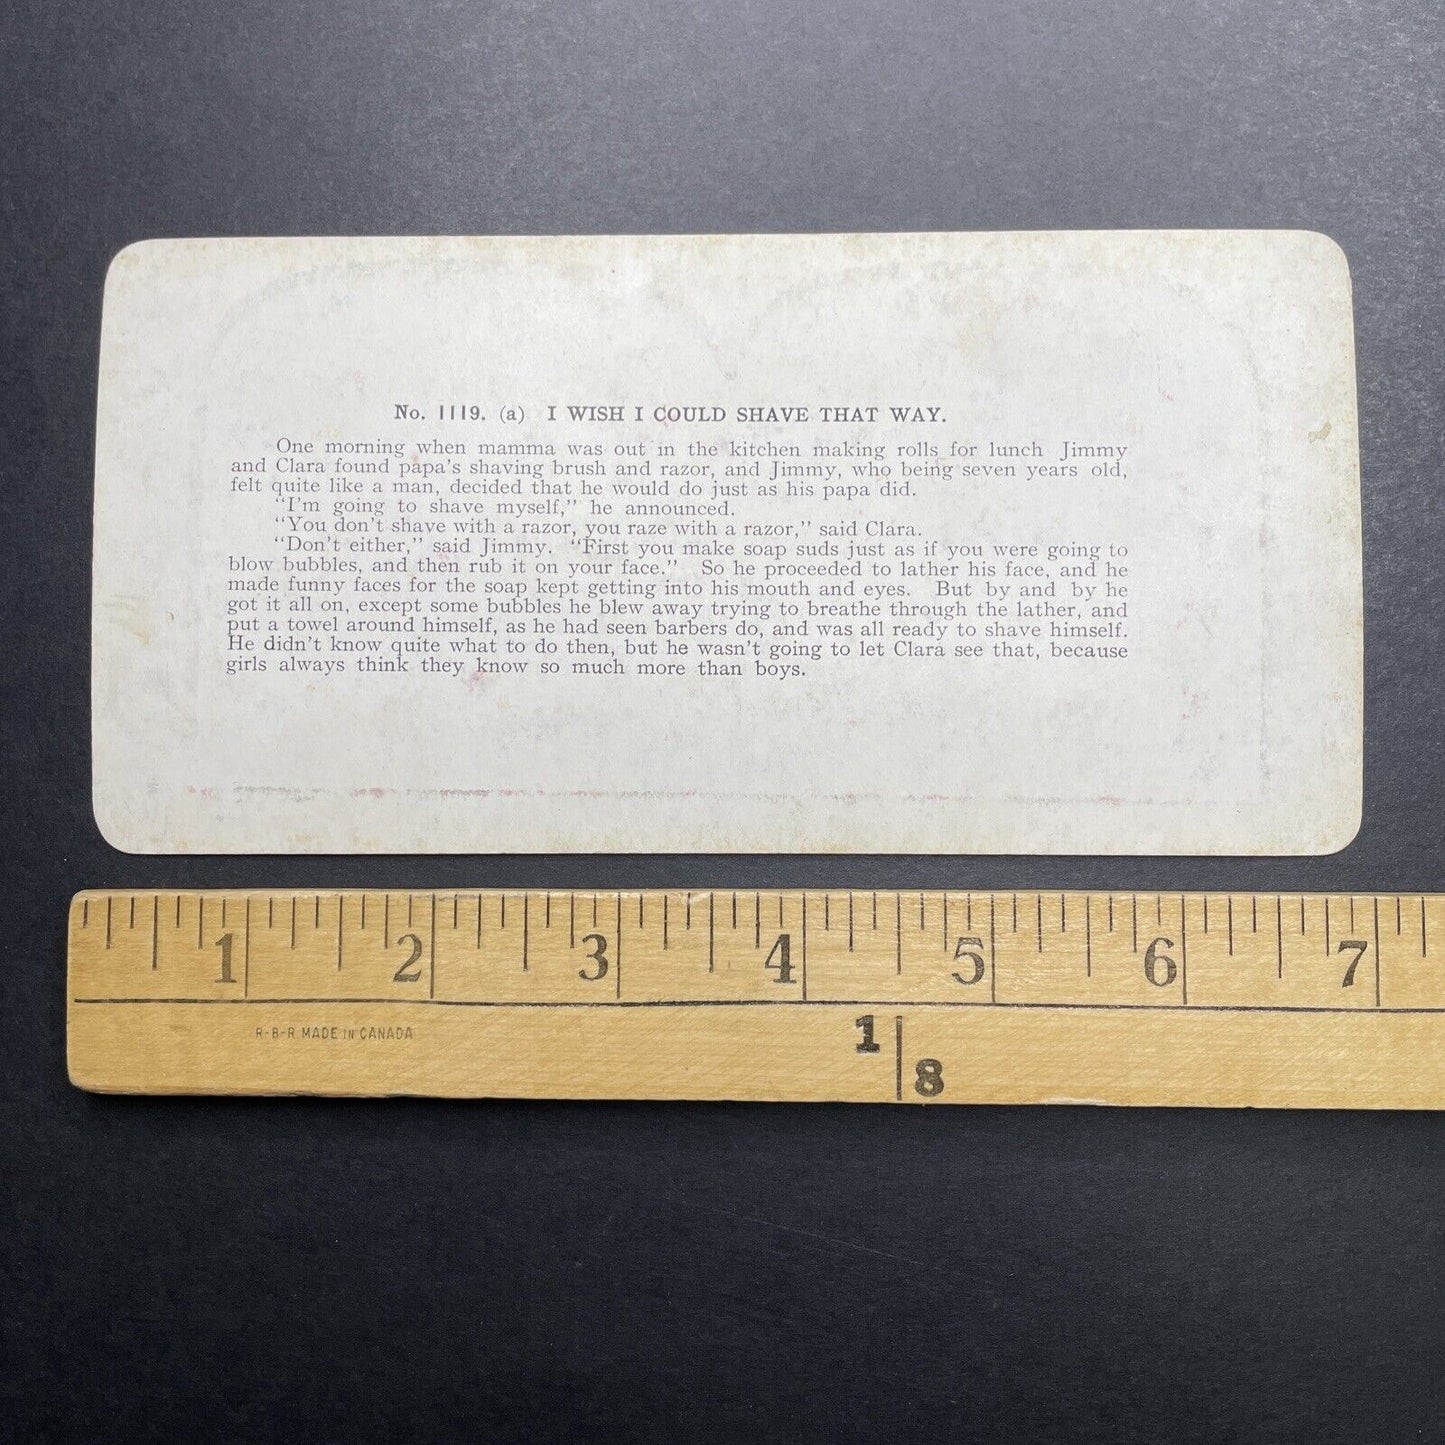 No. 1119. (a) I WISH I COULD SHAVE THAT WAY.
One morning when mamma was out in the kitchen making rolls for lunch Jimmy
and Clara found papa's shaving brush and razor, and Jimmy, who being seven years old,
felt quite like a man, decided that he would do just as his papa did.
"I'm going to shave myself," he announced.
"You don't shave with a razor, you raze with a razor," said Clara.
"Don't either," said Jimmy. "First you make soap suds just as if you were going to
blow bubbles, and then rub it on your face." So he proceeded to lather his face, and he
made funny faces for the soap kept getting into his mouth and eyes. But by and by he
got it all on, except some bubbles he blew away trying to breathe through the lather, and
put a towel around himself, as he had seen barbers do, and was all ready to shave himself.
He didn't know quite what to do then, but he wasn't going to let Clara see that, because
girls always think they know so much more than boys.
1 2 3 4 5 6 7
R-B-R MADE IN CANADA
1|8